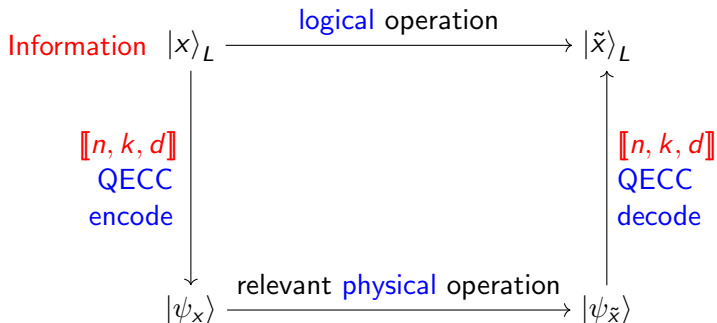 logical operation
Information |x⟩_L |x̃⟩_L
⟦n, k, d⟧ ⟦n, k, d⟧
QECC QECC
encode decode
relevant physical operation
|ψ_x⟩ |ψ_x̃⟩